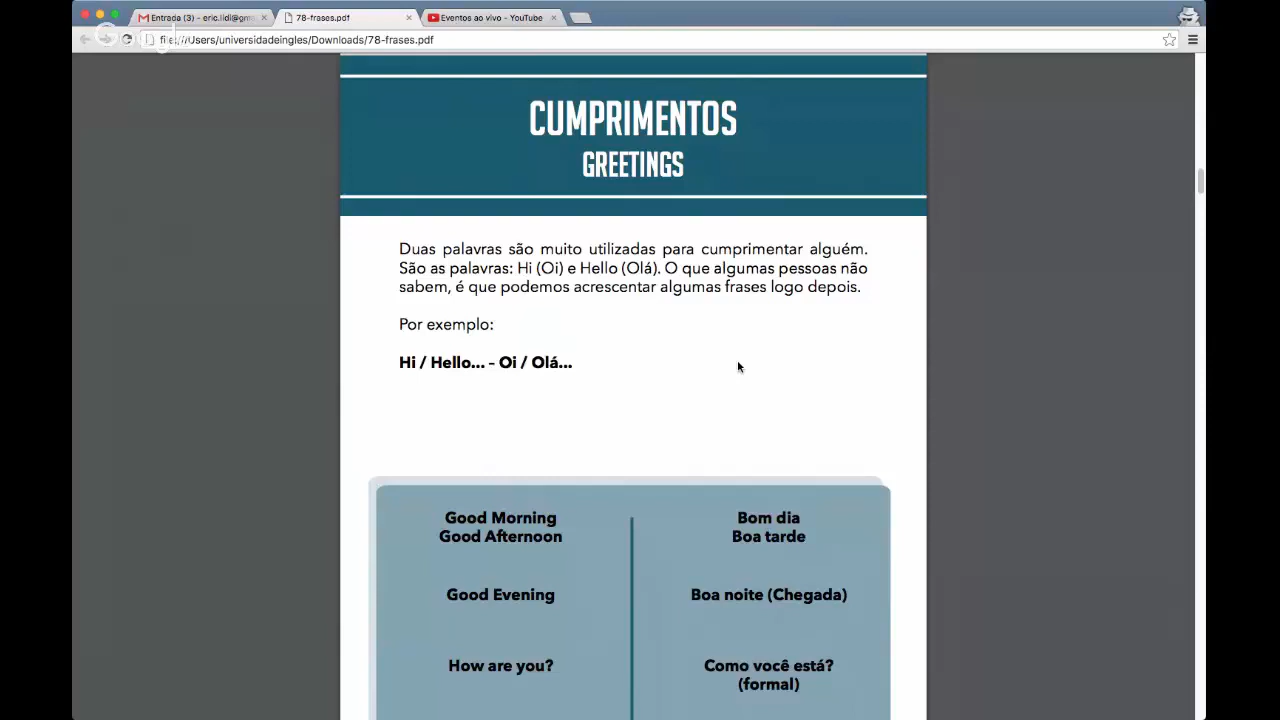 Entrada (3) - eric.lidl@gm
78-frases.pdf
Eventos ao vivo - YouTube
file:///Users/universidadeingles/Downloads/78-frases.pdf
CUMPRIMENTOS
GREETINGS
Duas palavras são muito utilizadas para cumprimentar alguém.
São as palavras: Hi (Oi) e Hello (Olá). O que algumas pessoas não
sabem, é que podemos acrescentar algumas frases logo depois.
Por exemplo:
Hi / Hello... – Oi / Olá...
Good Morning
Good Afternoon
Bom dia
Boa tarde
Good Evening
Boa noite (Chegada)
How are you?
Como você está?
(formal)